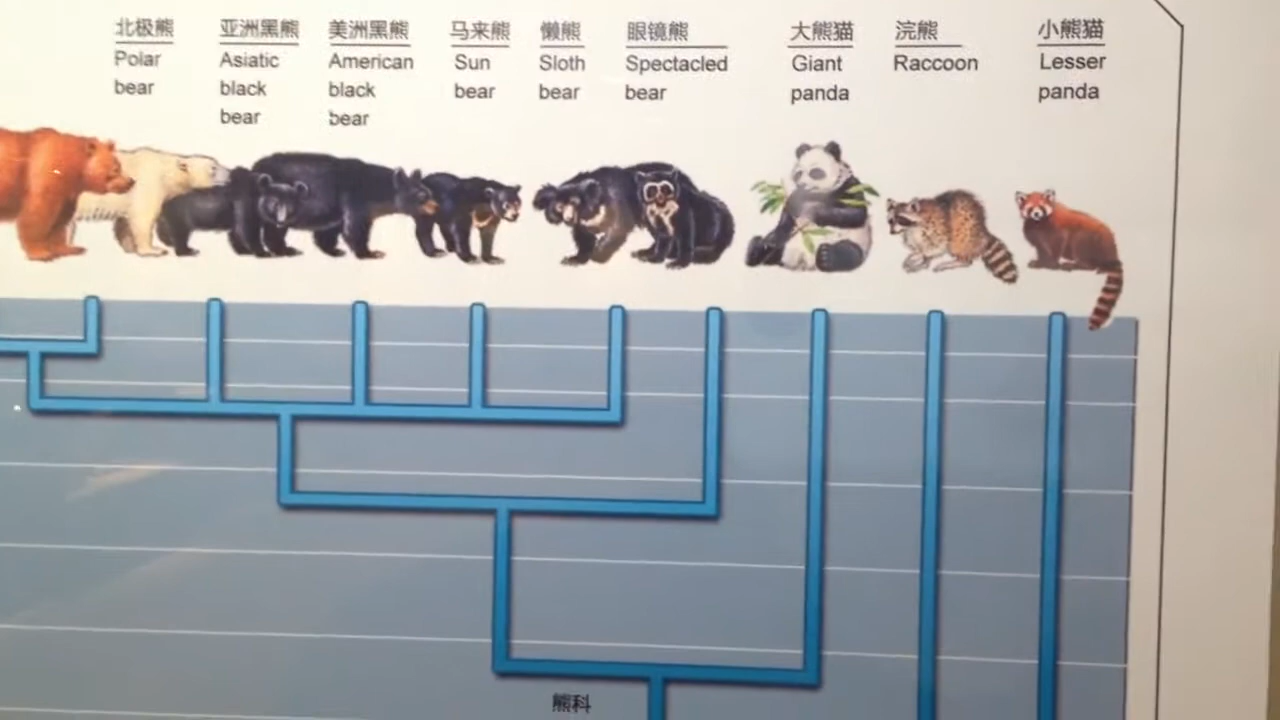 北极熊
Polar
bear
亚洲黑熊
Asiatic
black
bear
美洲黑熊
American
black
bear
马来熊
Sun
bear
懒熊
Sloth
bear
眼镜熊
Spectacled
bear
大熊猫
Giant
panda
浣熊
Raccoon
小熊猫
Lesser
panda
熊科